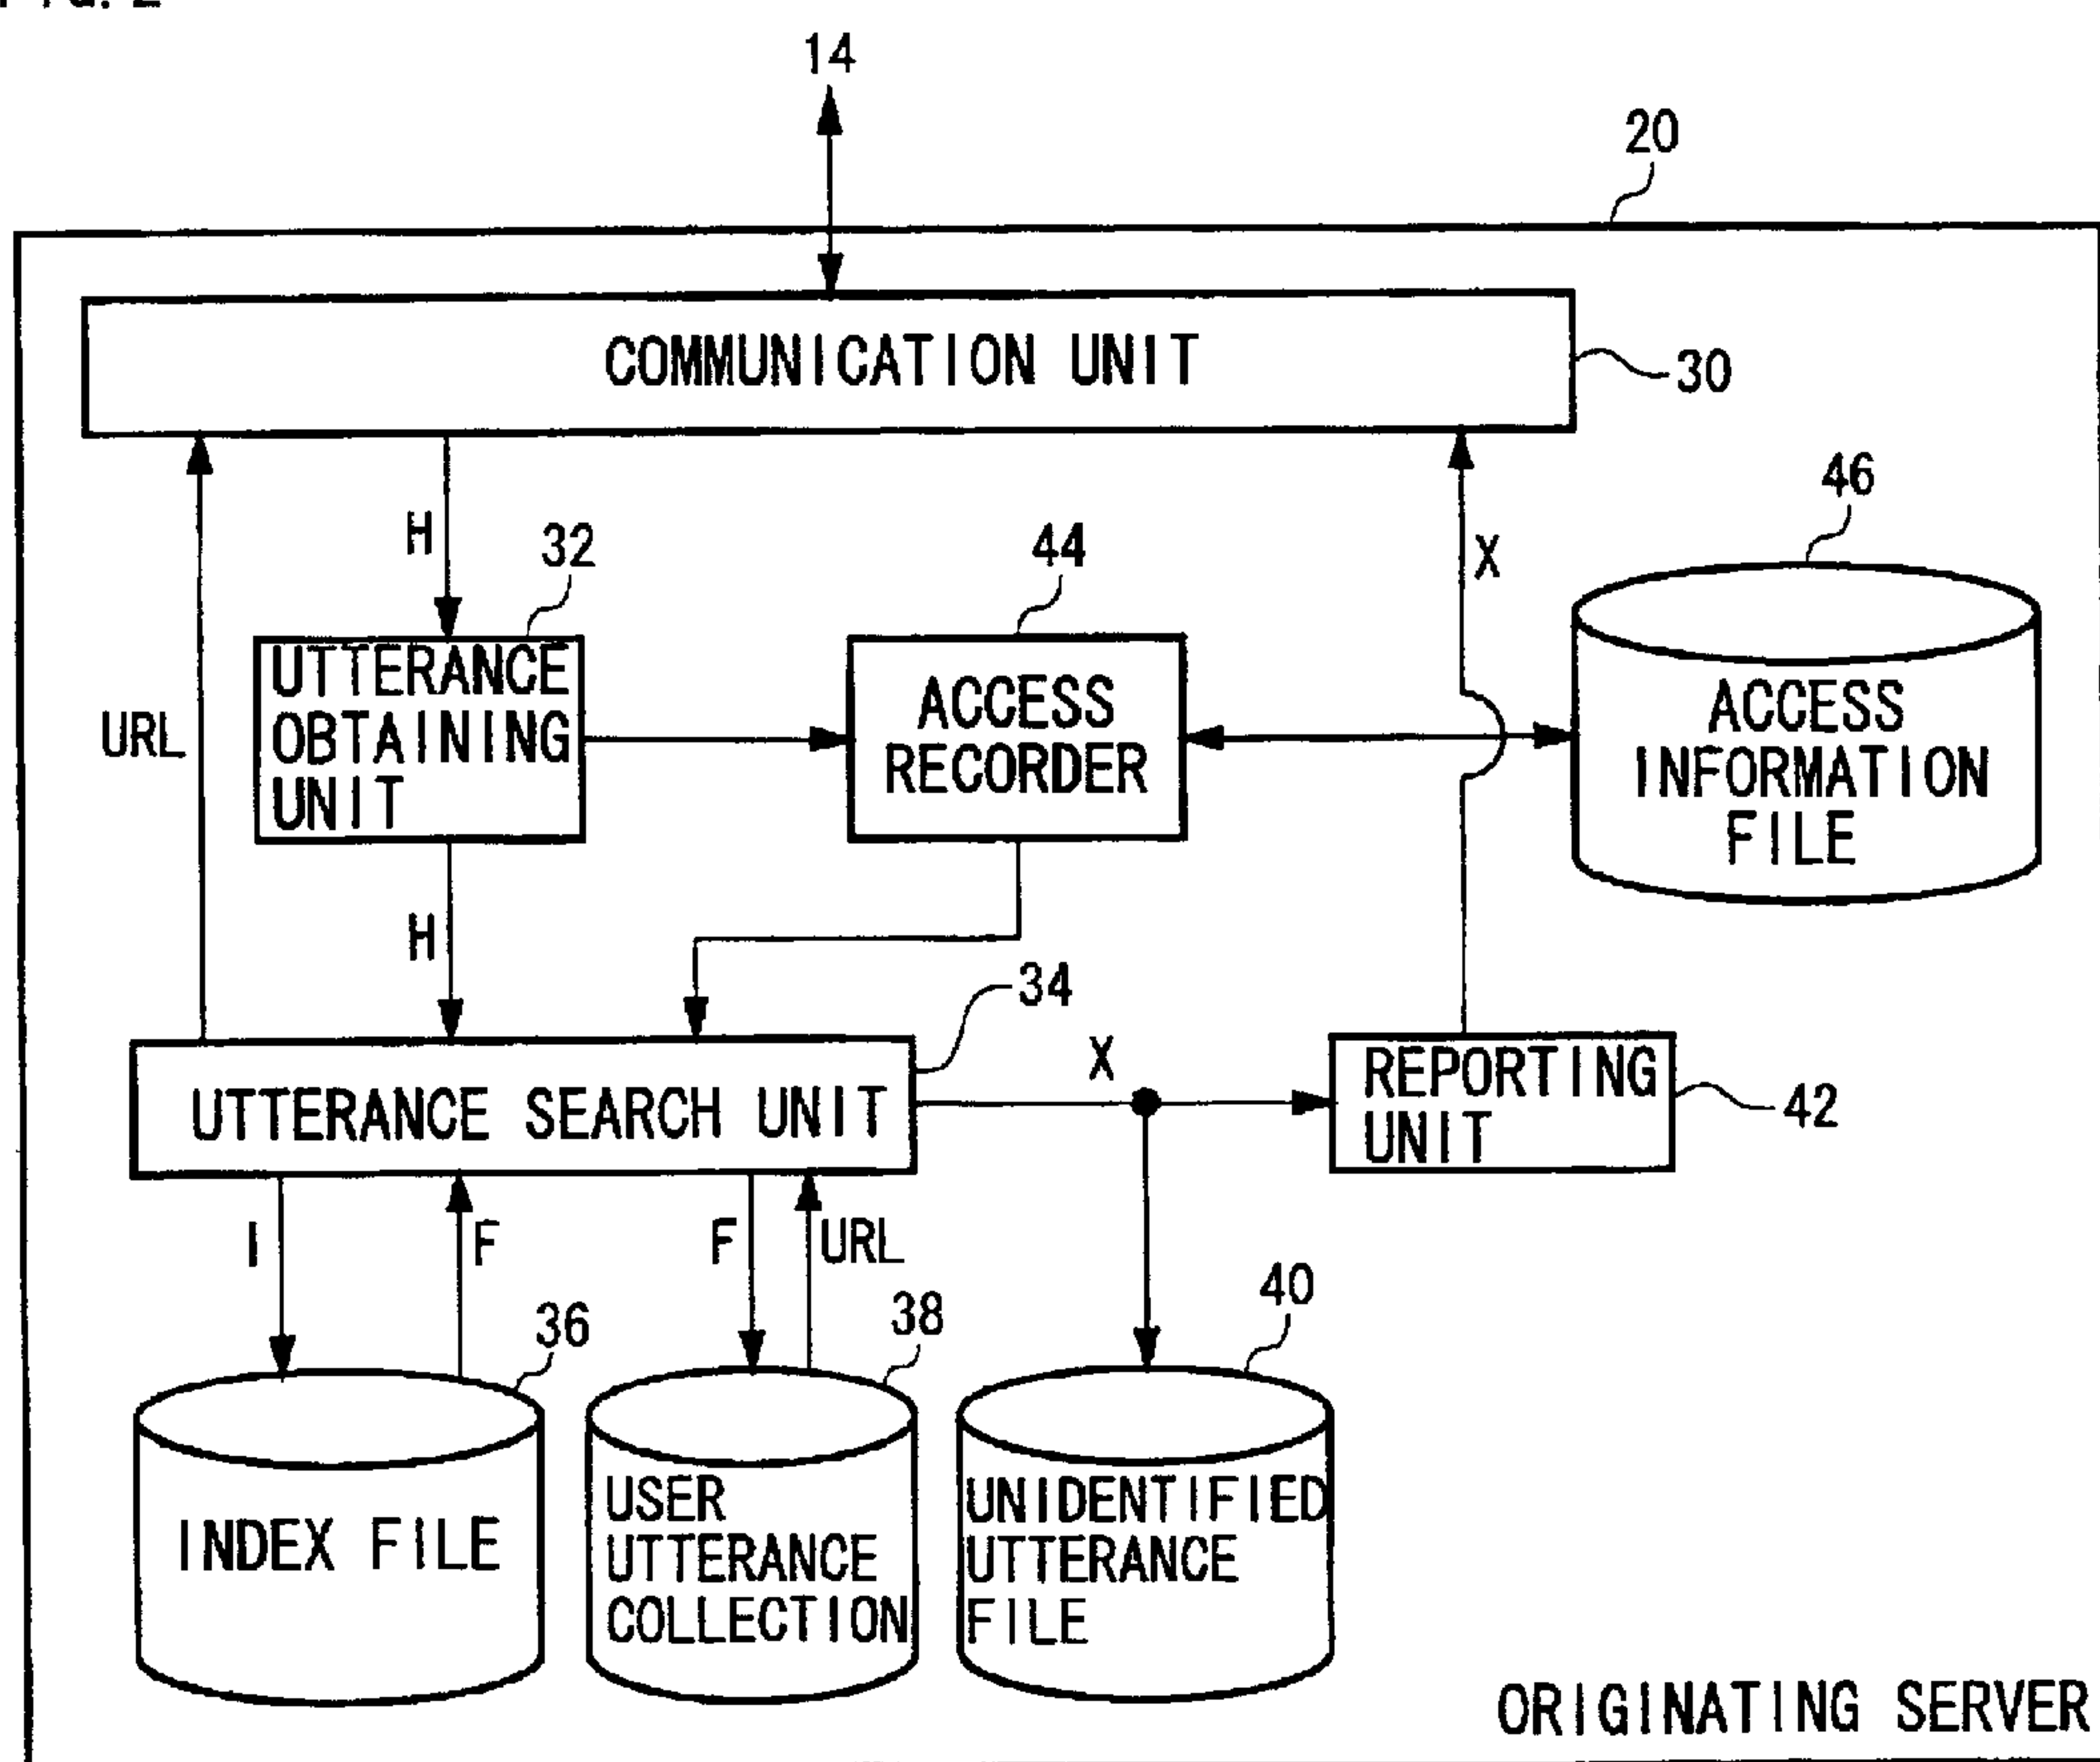 FIG. 2
14
20
COMMUNICATION UNIT
30
46
H
32
44
X
UTTERANCE
OBTAINING
UNIT
ACCESS
RECORDER
ACCESS
INFORMATION
FILE
URL
H
34
X
REPORTING
UNIT
42
UTTERANCE SEARCH UNIT
I
F
F
URL
36
38
40
INDEX FILE
USER
UTTERANCE
COLLECTION
UNIDENTIFIED
UTTERANCE
FILE
ORIGINATING SERVER